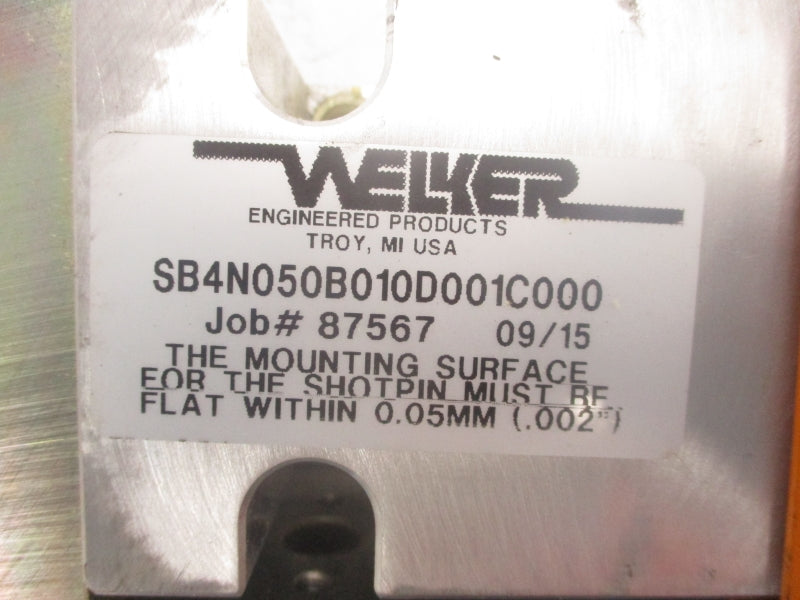 WELKER
ENGINEERED PRODUCTS
TROY, MI USA
SB4N050B010D001C000
Job# 87567 09/15
THE MOUNTING SURFACE
FOR THE SHOTPIN MUST BE
FLAT WITHIN 0.05MM (.002")